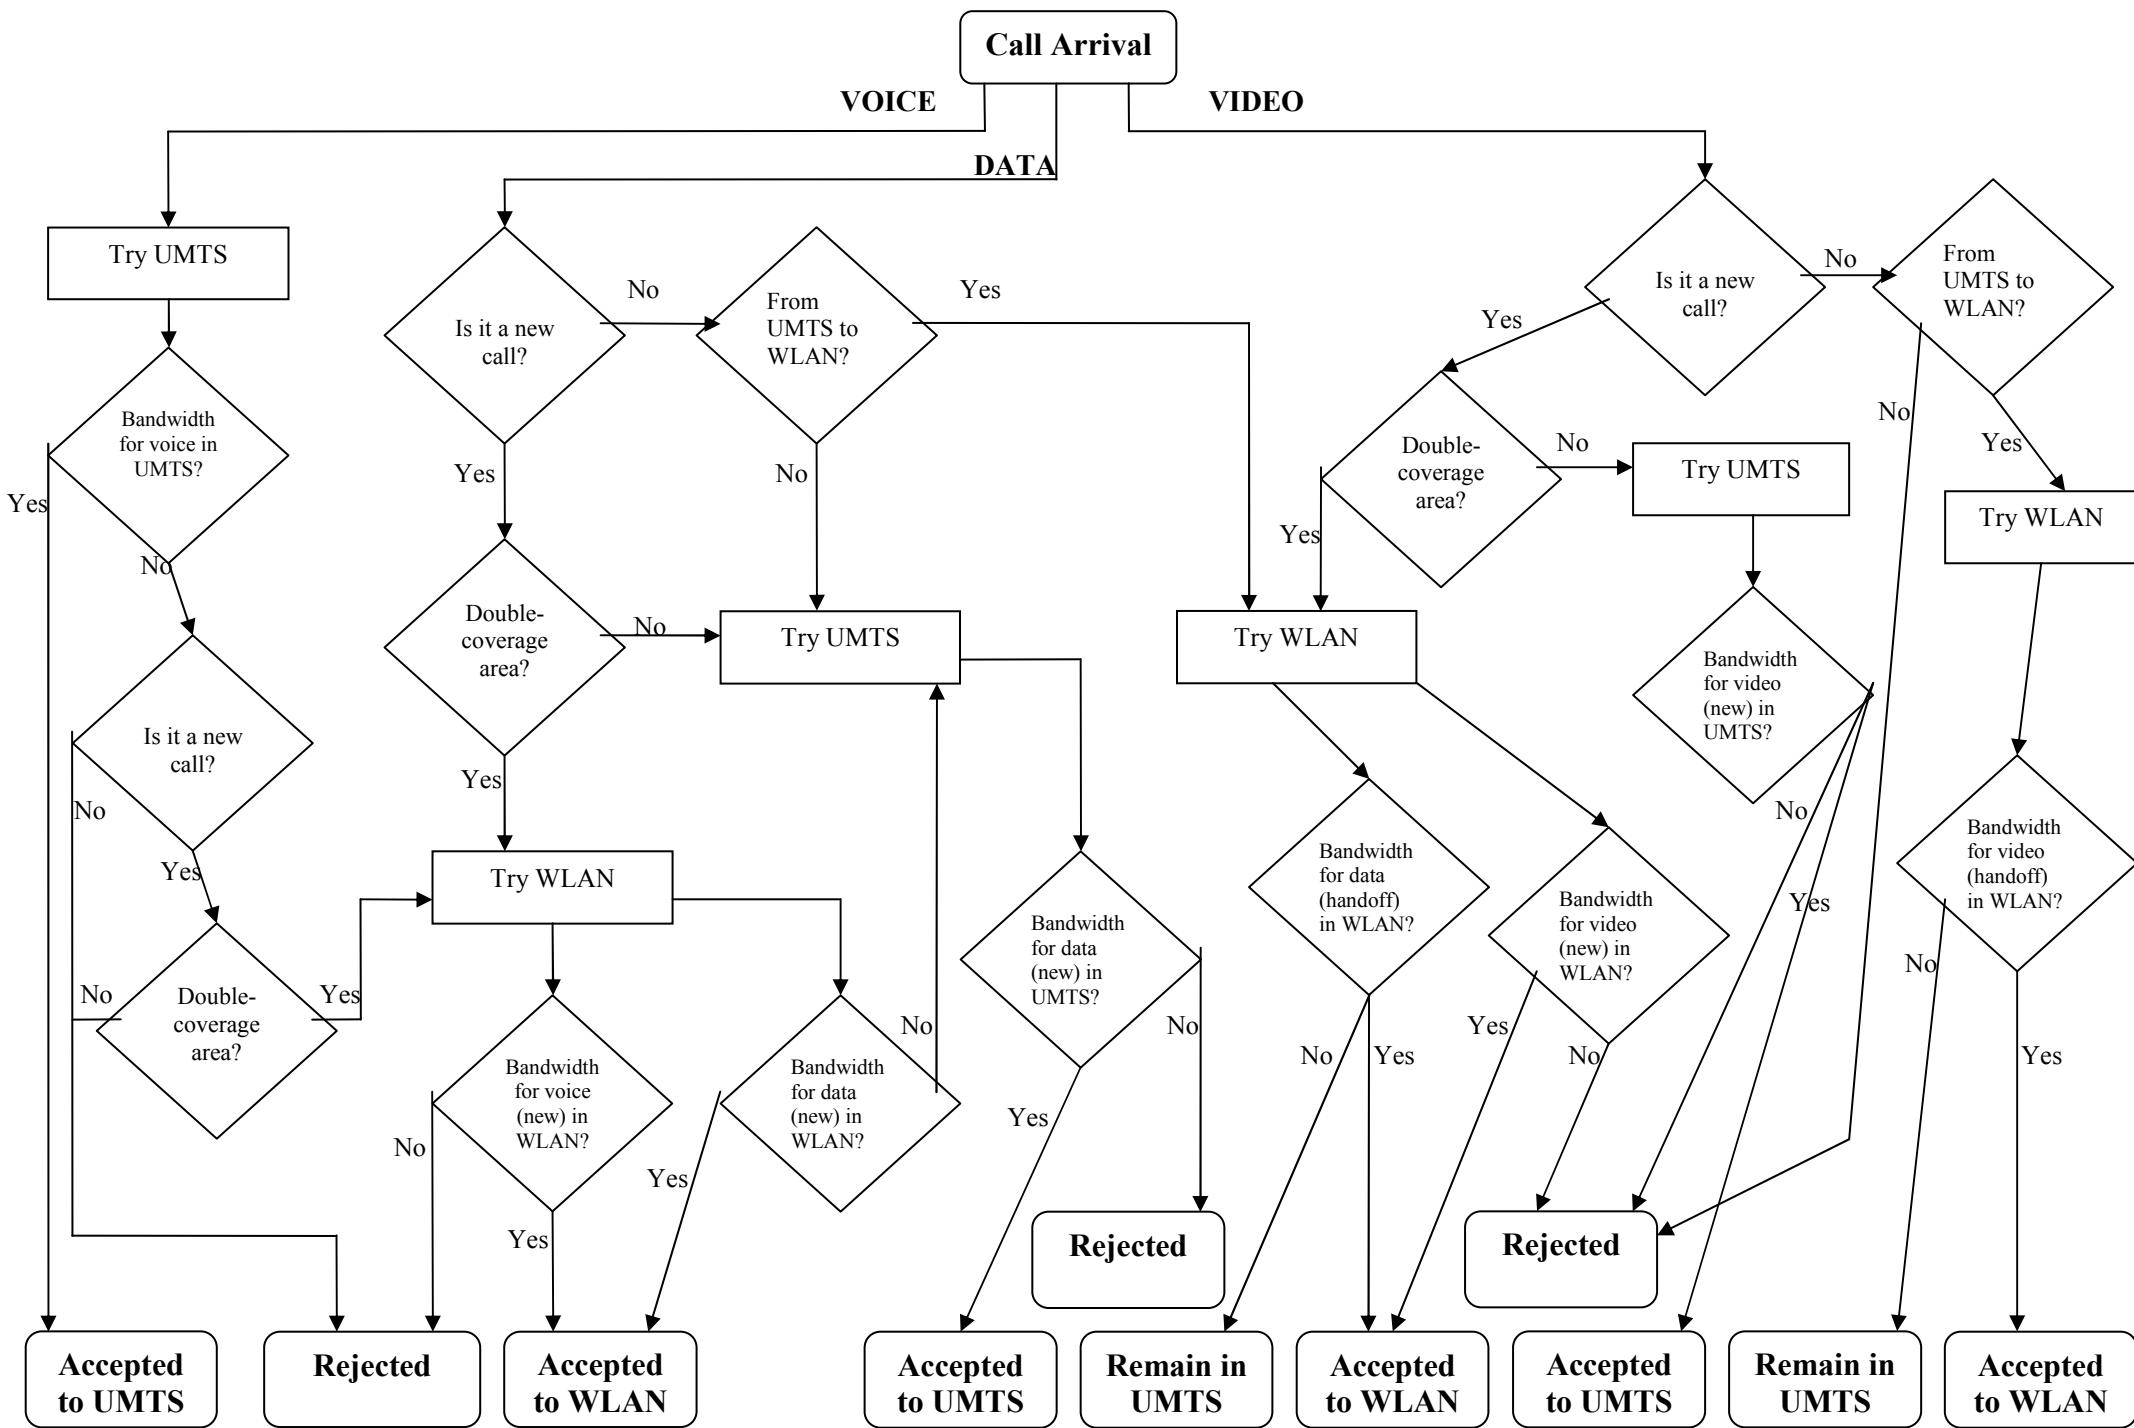 Call Arrival
VOICE
VIDEO
DATA
Try UMTS
Is it a new
call?
No
From
UMTS to
WLAN?
Yes
Is it a new
call?
No
From
UMTS to
WLAN?
Yes
No
Yes
Bandwidth
for voice in
UMTS?
Yes
No
Yes
No
Double-
coverage
area?
No
Try UMTS
Yes
Try WLAN
Double-
coverage
area?
No
Try UMTS
Try WLAN
Bandwidth
for video
(new) in
UMTS?
No
Yes
Is it a new
call?
No
Yes
Yes
Try WLAN
Bandwidth
for data
(handoff)
in WLAN?
Bandwidth
for video
(new) in
WLAN?
Bandwidth
for video
(handoff)
in WLAN?
Bandwidth
for data
(new) in
UMTS?
No
Double-
coverage
area?
Yes
No
Bandwidth
for voice
(new) in
WLAN?
Bandwidth
for data
(new) in
WLAN?
No
No
Yes
Yes
No
No
Yes
No
Yes
Yes
Yes
Rejected
Rejected
Accepted
to UMTS
Rejected
Accepted
to WLAN
Accepted
to UMTS
Remain in
UMTS
Accepted
to WLAN
Accepted
to UMTS
Remain in
UMTS
Accepted
to WLAN